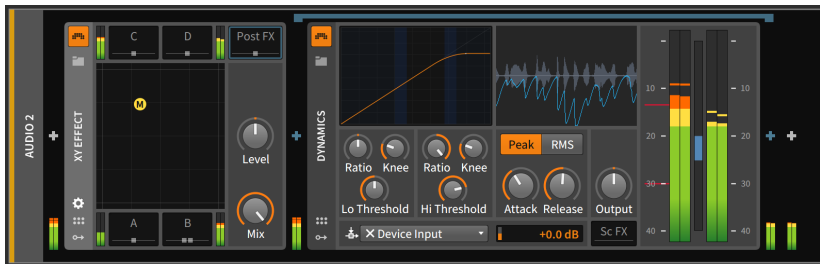 AUDIO 2
XY EFFECT
C D Post FX
M
Level
A B Mix
DYNAMICS
Ratio Knee Ratio Knee
Lo Threshold Hi Threshold
Peak RMS
Attack Release Output
× Device Input +0.0 dB Sc FX
10 10
20 20
30 30
40 40